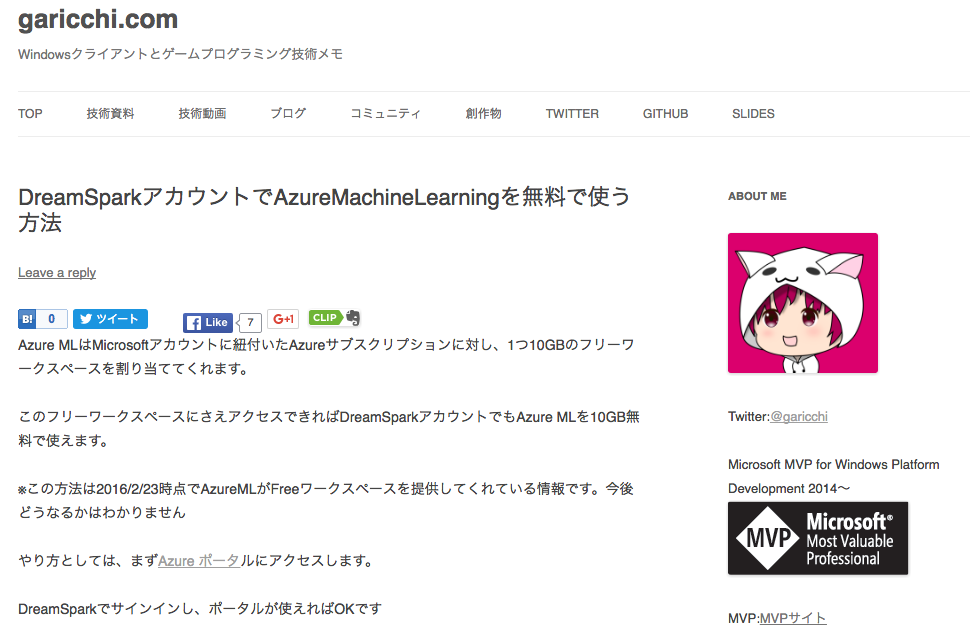 garicchi.com
Windowsクライアントとゲームプログラミング技術メモ
TOP 技術資料 技術動画 ブログ コミュニティ 創作物 TWITTER GITHUB SLIDES
DreamSparkアカウントでAzureMachineLearningを無料で使う
方法
Leave a reply
B! 0 ツイート Like 7 G+1 CLIP
Azure MLはMicrosoftアカウントに紐付いたAzureサブスクリプションに対し、1つ10GBのフリーワ
ークスペースを割り当ててくれます。
このフリーワークスペースにさえアクセスできればDreamSparkアカウントでもAzure MLを10GB無
料で使えます。
※この方法は2016/2/23時点でAzureMLがFreeワークスペースを提供してくれている情報です。今後
どうなるかはわかりません
やり方としては、まずAzure ポータルにアクセスします。
DreamSparkでサインインし、ポータルが使えればOKです
ABOUT ME
Twitter:@garicchi
Microsoft MVP for Windows Platform
Development 2014〜
MVP Microsoft®
Most Valuable
Professional
MVP:MVPサイト